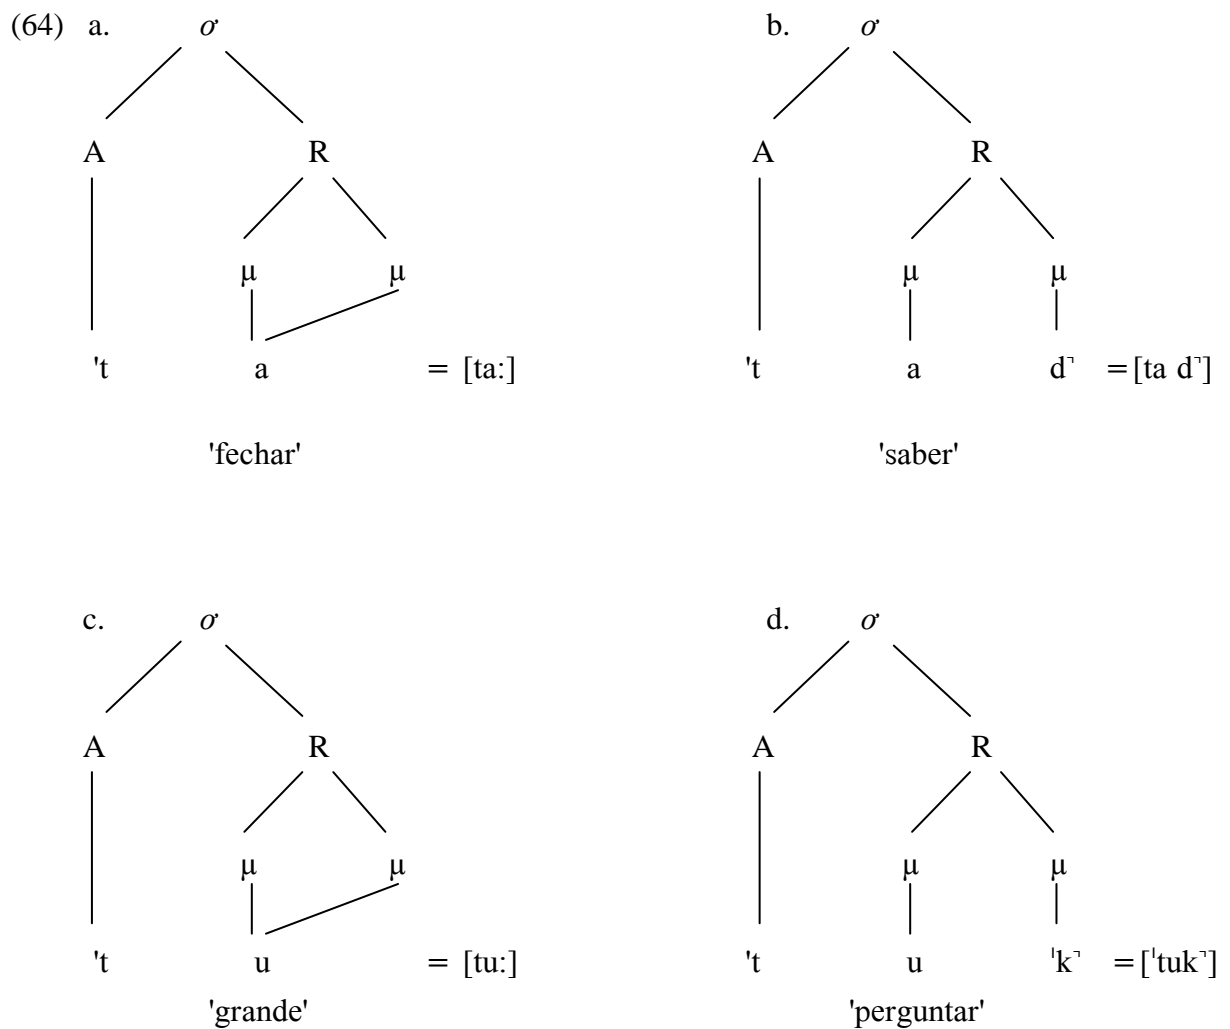 (64) a. σ b. σ
A R A R
μ μ μ μ
't a = [ta:] 't a d˺ =[ta d˺]
'fechar' 'saber'
c. σ d. σ
A R A R
μ μ μ μ
't u = [tu:] 't u ˈk˺ =[ˈtuk˺]
'grande' 'perguntar'